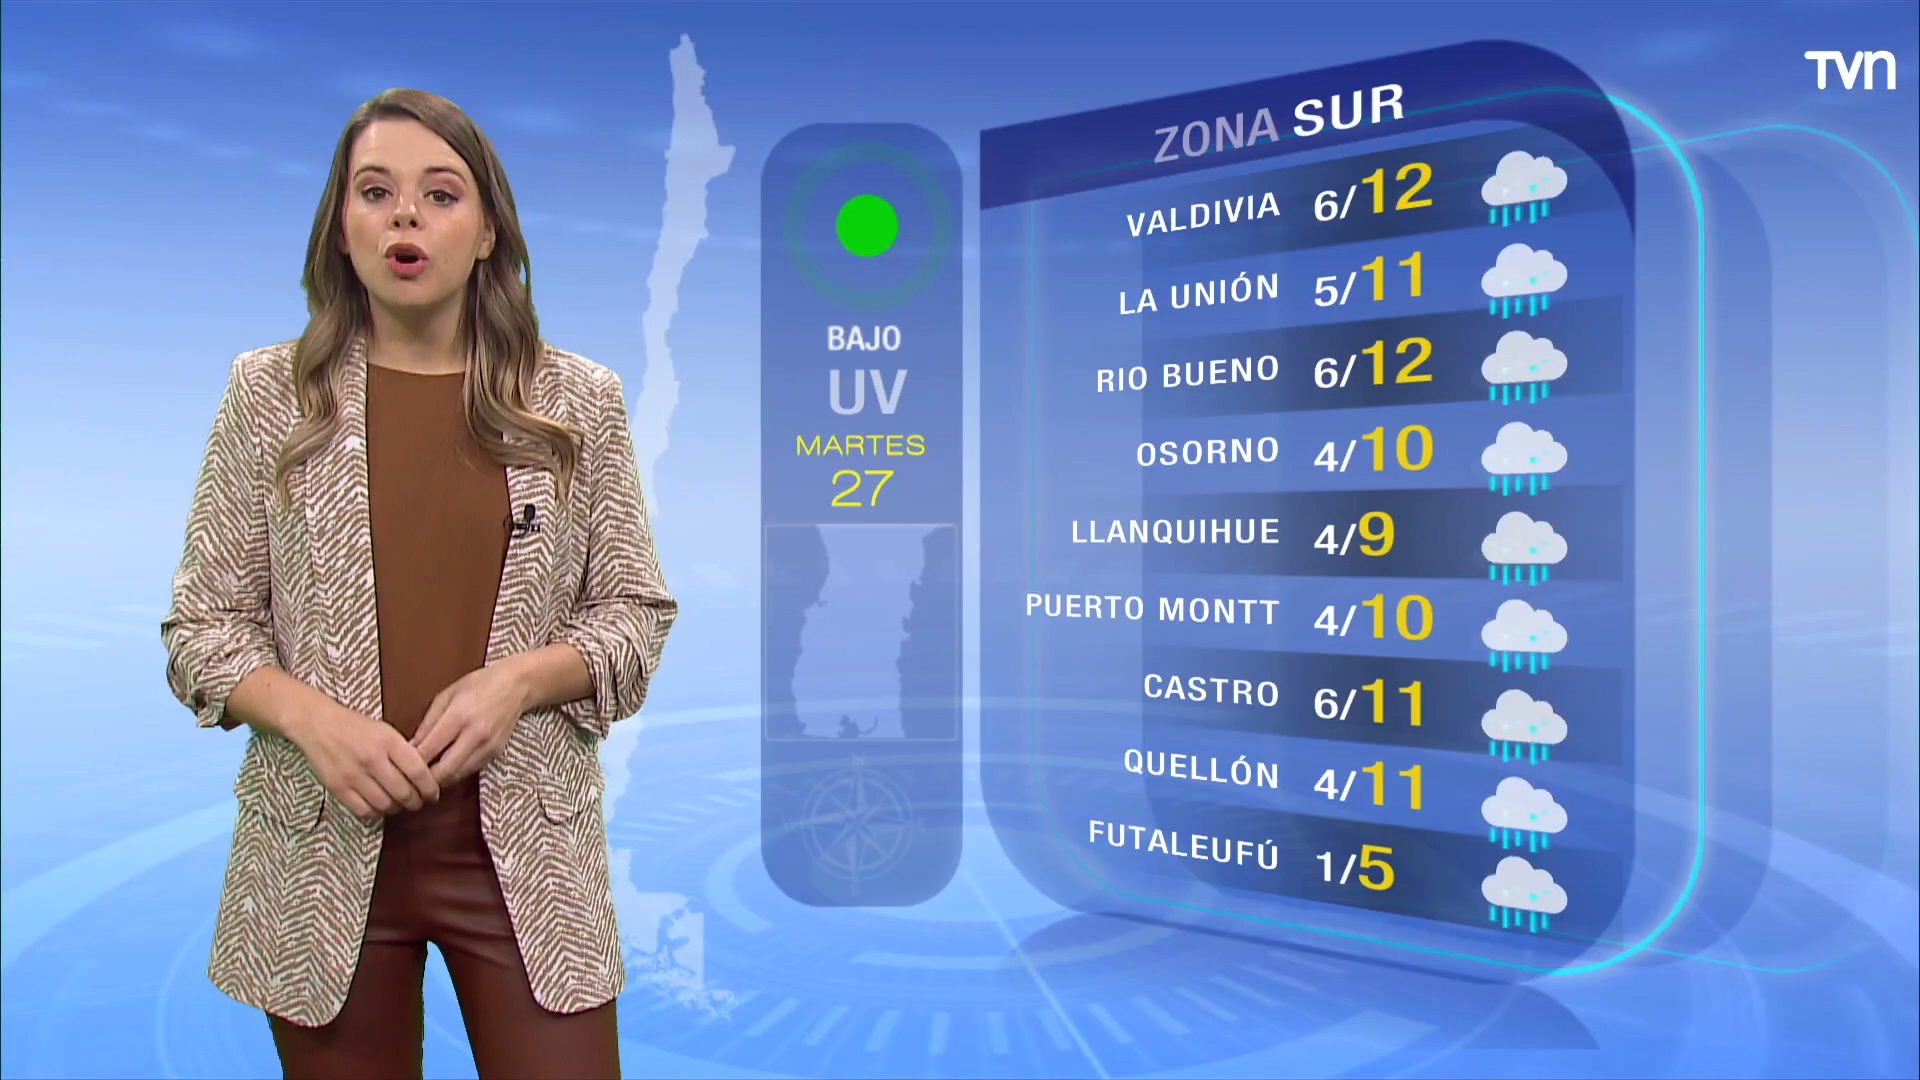 TVN
ZONA SUR
VALDIVIA 6/12
LA UNIÓN 5/11
RIO BUENO 6/12
OSORNO 4/10
LLANQUIHUE 4/9
PUERTO MONTT 4/10
CASTRO 6/11
QUELLÓN 4/11
FUTALEUFÚ 1/5
BAJO
UV
MARTES
27